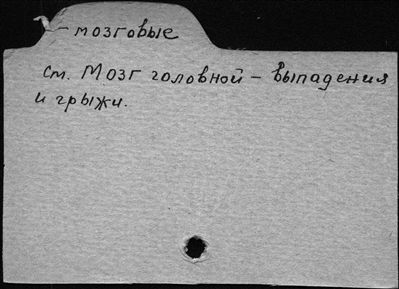 - мозговые
см. Мозг головной - выпадения
и грыжи.